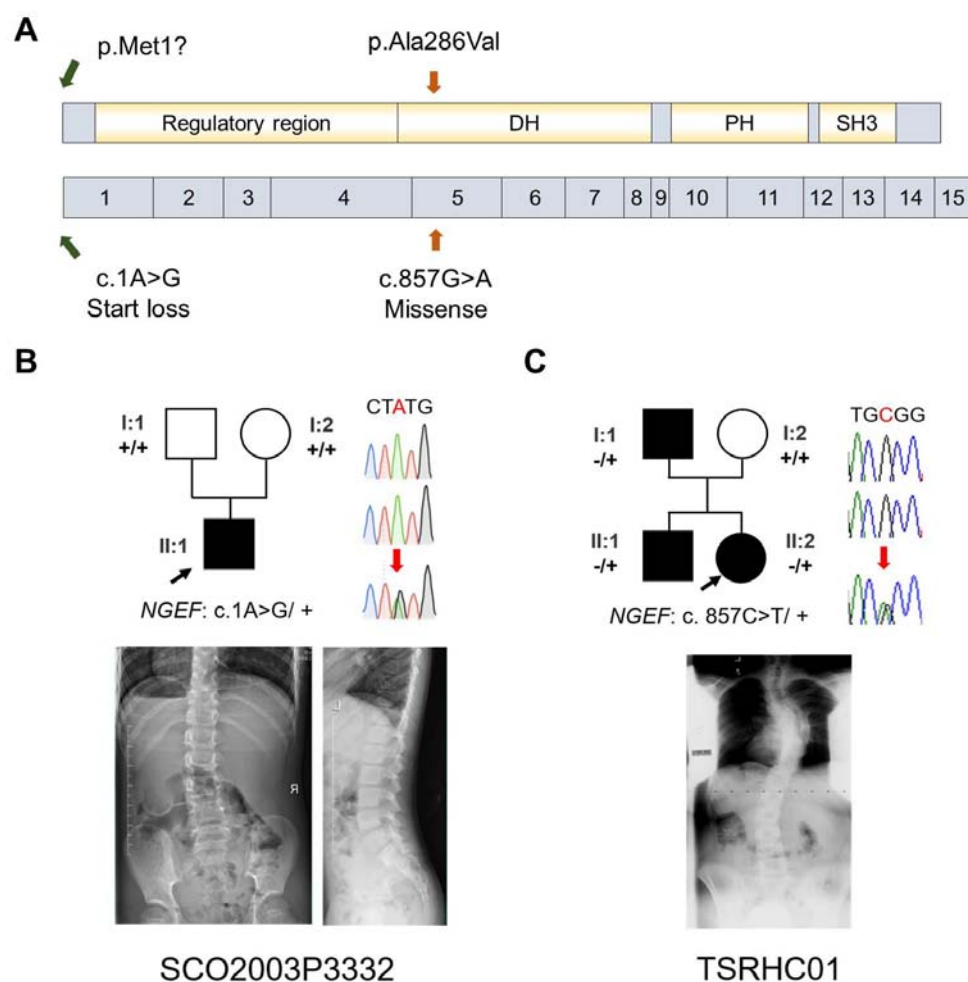 A
p.Met1?
p.Ala286Val
Regulatory region DH PH SH3
1 2 3 4 5 6 7 8 9 10 11 12 13 14 15
c.1A>G
Start loss
c.857G>A
Missense
B
I:1
+/+
I:2
+/+
II:1
NGEF: c.1A>G/ +
CTATG
R
L
SCO2003P3332
C
I:1
-/+
I:2
+/+
II:1
-/+
II:2
-/+
NGEF: c. 857C>T/ +
TGCGG
TSRHC01